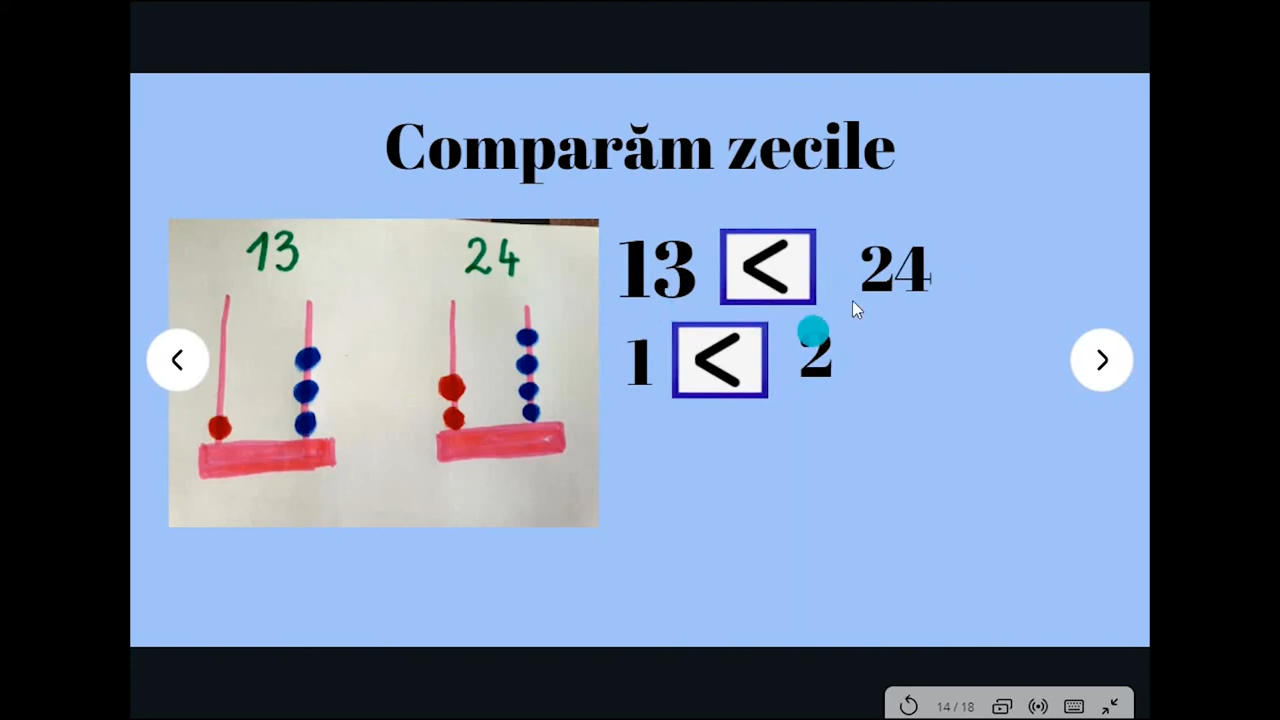 Comparăm zecile
13 24
13 < 24
1 < 2
14 / 18